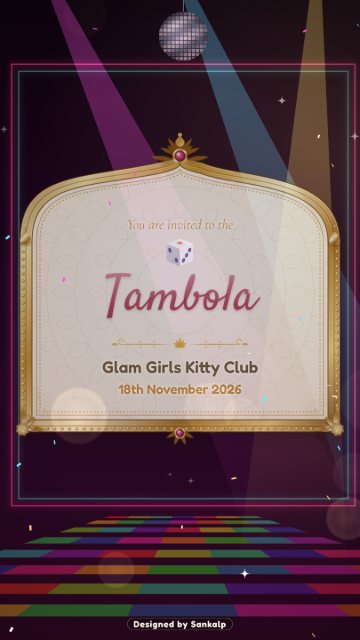 You are invited to the
Tambola
Glam Girls Kitty Club
18th November 2026
Designed by Sankalp